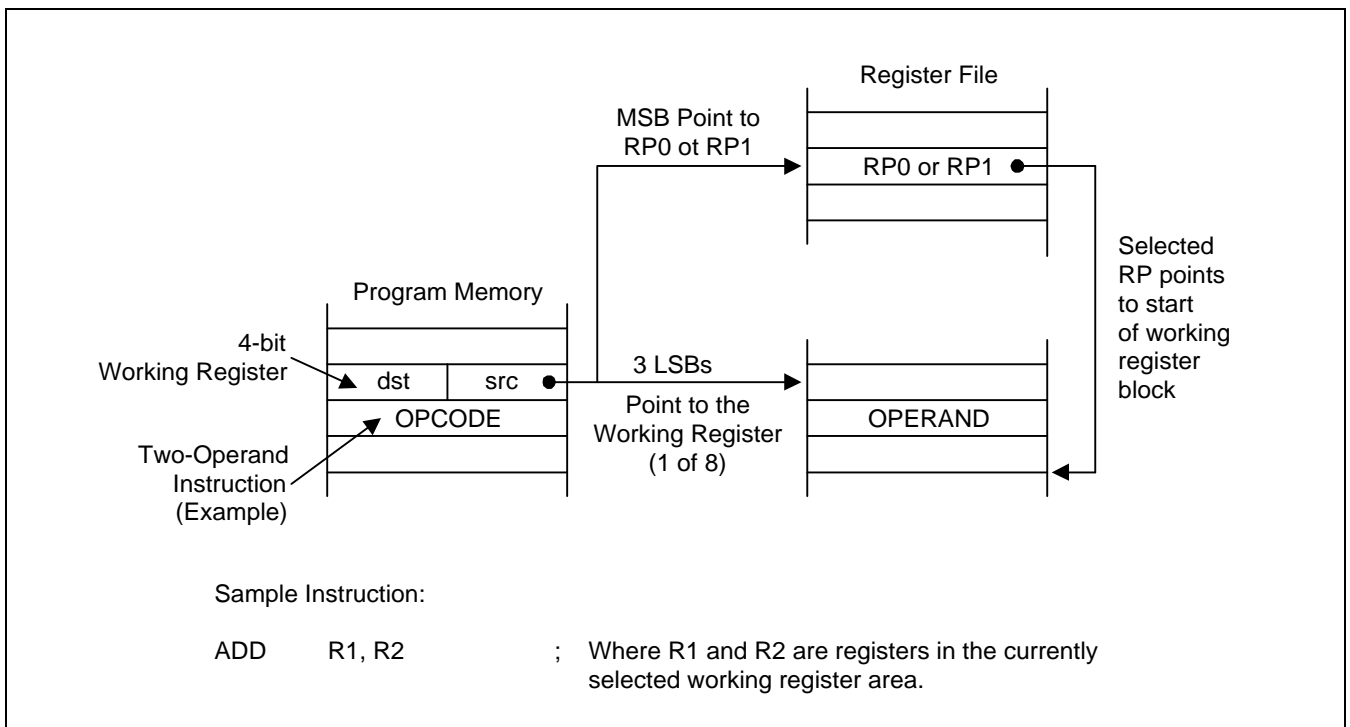 Register File
MSB Point to
RP0 ot RP1
RP0 or RP1
Selected
RP points
to start
of working
register
block
Program Memory
4-bit
Working Register
dst src
3 LSBs
OPCODE
Point to the
Working Register
(1 of 8)
OPERAND
Two-Operand
Instruction
(Example)
Sample Instruction:
ADD R1, R2 ; Where R1 and R2 are registers in the currently
selected working register area.